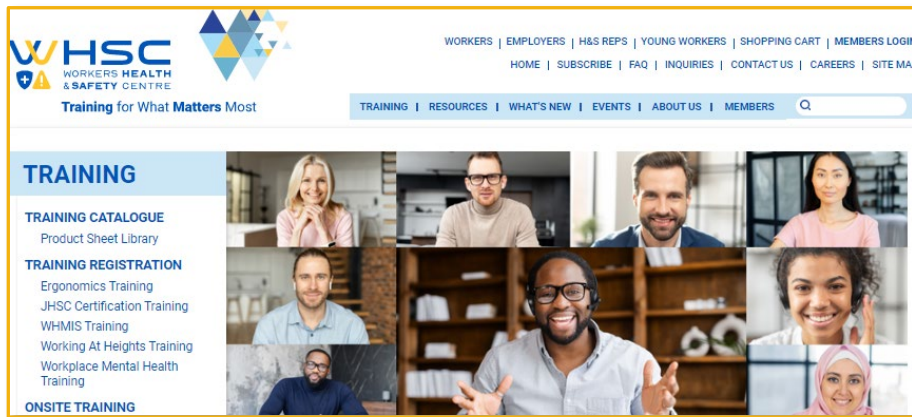 WHSC
WORKERS HEALTH
& SAFETY CENTRE
Training for What Matters Most
WORKERS | EMPLOYERS | H&S REPS | YOUNG WORKERS | SHOPPING CART | MEMBERS LOGIN
HOME | SUBSCRIBE | FAQ | INQUIRIES | CONTACT US | CAREERS | SITE MA
TRAINING | RESOURCES | WHAT'S NEW | EVENTS | ABOUT US | MEMBERS
TRAINING
TRAINING CATALOGUE
Product Sheet Library
TRAINING REGISTRATION
Ergonomics Training
JHSC Certification Training
WHMIS Training
Working At Heights Training
Workplace Mental Health
Training
ONSITE TRAINING